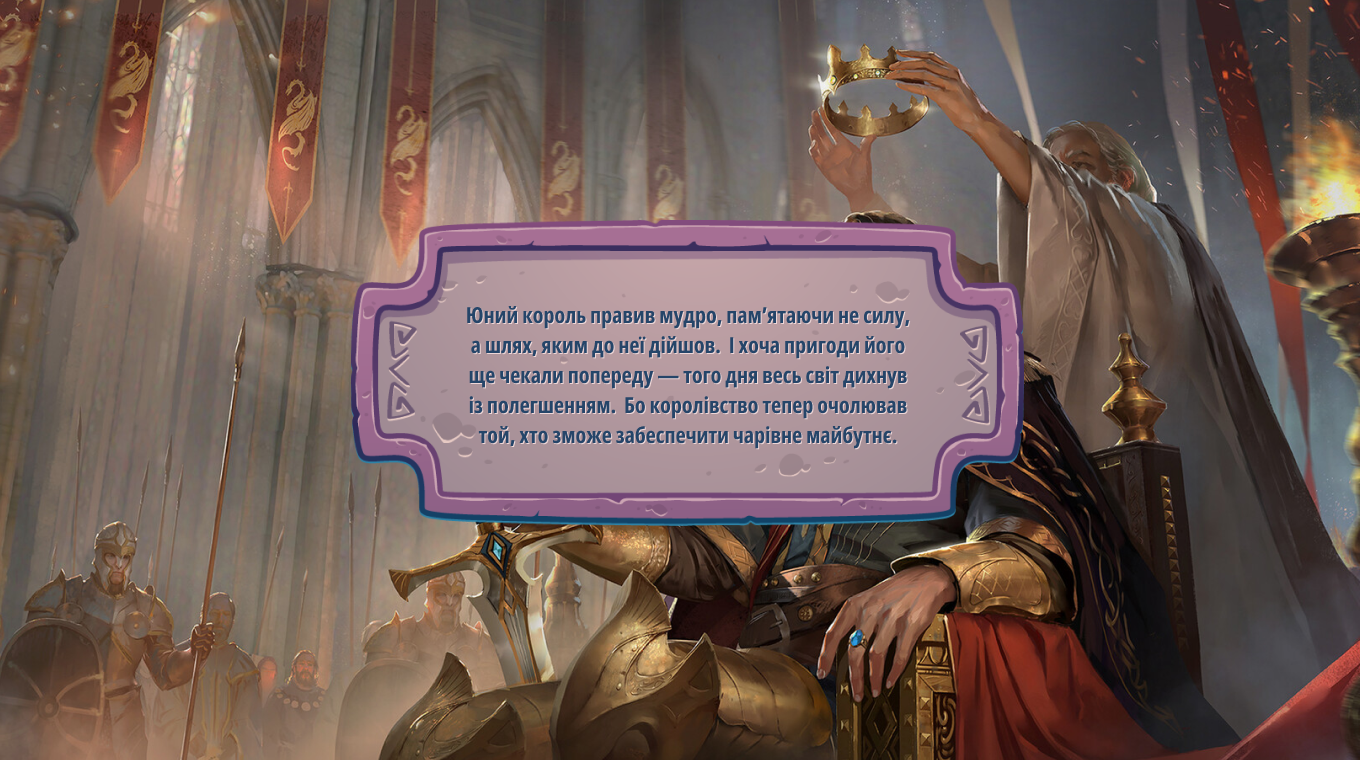 Юний король правив мудро, пам’ятаючи не силу,
а шлях, яким до неї дійшов.  І хоча пригоди його
ще чекали попереду — того дня весь світ дихнув
із полегшенням.  Бо королівство тепер очолював
той, хто зможе забеспечити чарівне майбутнє.